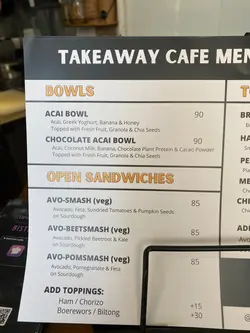 TAKEAWAY CAFE MEN
BOWLS
ACAI BOWL 90
Acai, Greek Yoghurt, Banana & Honey
Topped with Fresh Fruit, Granola & Chia Seeds
CHOCOLATE ACAI BOWL 90
Acai, Coconut Milk, Banana, Chocolate Plant Protein & Cacao Powder
Topped with Fresh Fruit, Granola & Chia Seeds
OPEN SANDWICHES
AVO-SMASH (veg) 85
Avocado, Feta, Sundried Tomatoes & Pumpkin Seeds
on Sourdough
AVO-BEETSMASH (veg) 85
Avocado, Pickled Beetroot & Kale
on Sourdough
AVO-POMSMASH (veg) 85
Avocado, Pomegranate & Feta
on Sourdough
ADD TOPPINGS:
Ham / Chorizo +15
Boerewors / Biltong +30
T
BR
HA
PE
ME